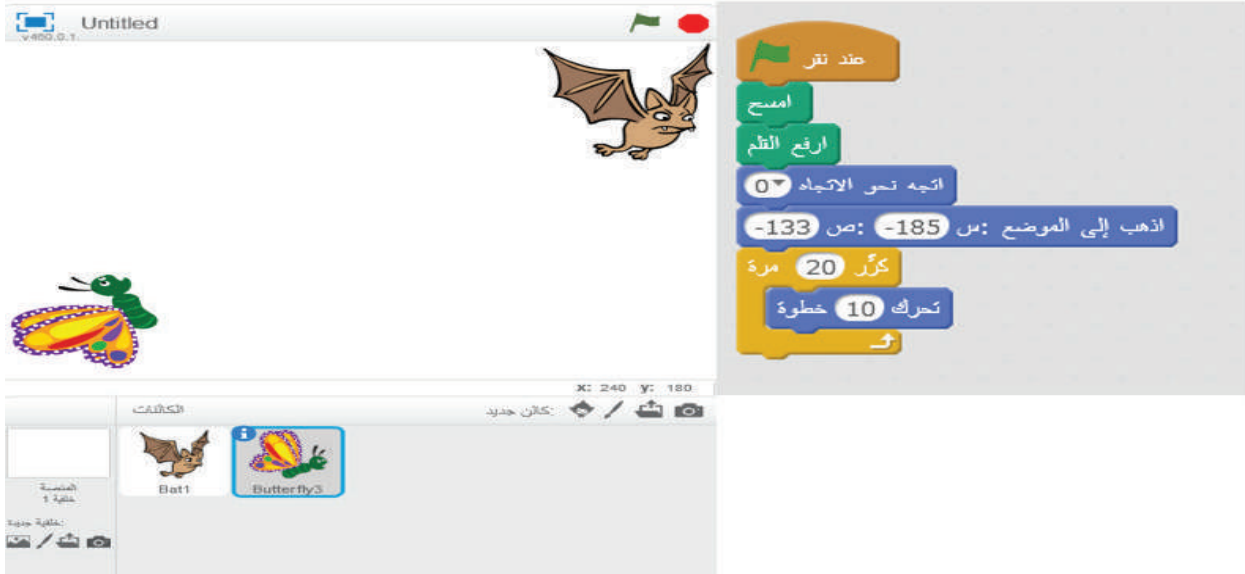 Untitled
v460.0.1
عند نقر
امسح
ارفع القلم
اتجه نحو الاتجاه 0
اذهب إلى الموضع :س -185 :ص -133
كرِّر 20 مرة
تحرك 10 خطوة
x: 240 y: 180
الكائنات
كائن جديد:
Bat1
Butterfly3
المنصة
خلفية 1
خلفية جديدة: